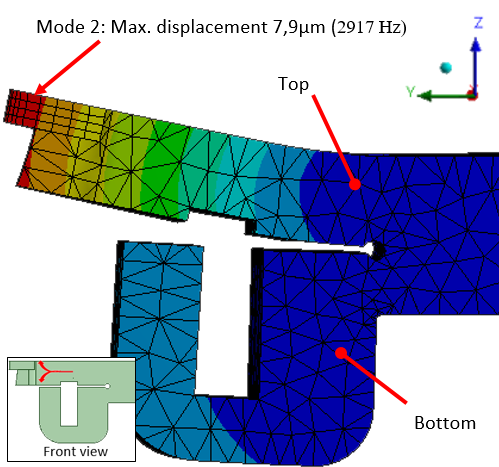 Mode 2: Max. displacement 7,9µm (2917 Hz)
Z
Top
Y
X
Bottom
Front view